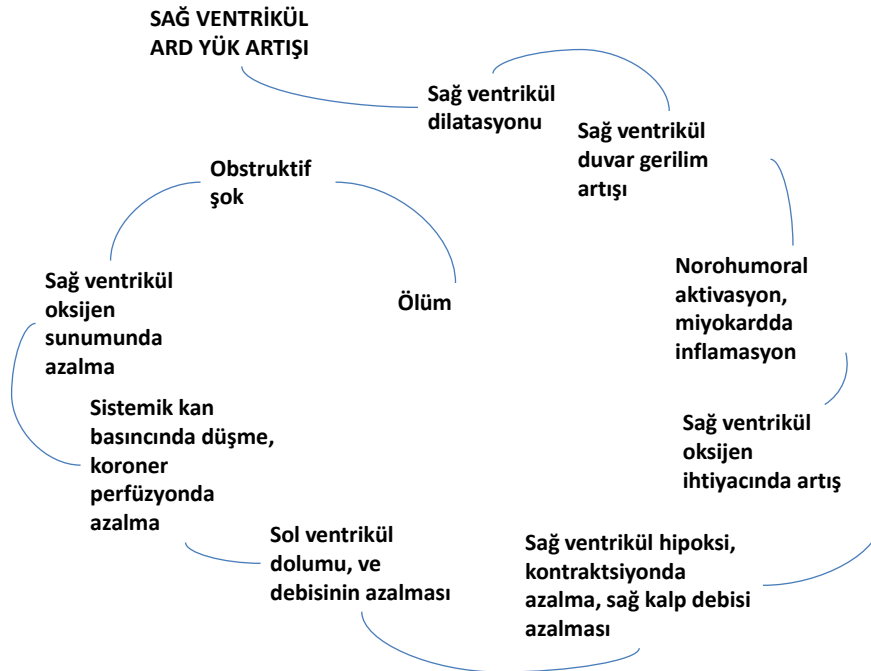 SAĞ VENTRİKÜL
ARD YÜK ARTIŞI
Sağ ventrikül
dilatasyonu
Sağ ventrikül
duvar gerilim
artışı
Norohumoral
aktivasyon,
miyokardda
inflamasyon
Sağ ventrikül
oksijen
ihtiyacında artış
Sağ ventrikül hipoksi,
kontraktsiyonda
azalma, sağ kalp debisi
azalması
Sol ventrikül
dolumu, ve
debisinin azalması
Sistemik kan
basıncında düşme,
koroner
perfüzyonda
azalma
Sağ ventrikül
oksijen
sunumunda
azalma
Obstruktif
şok
Ölüm